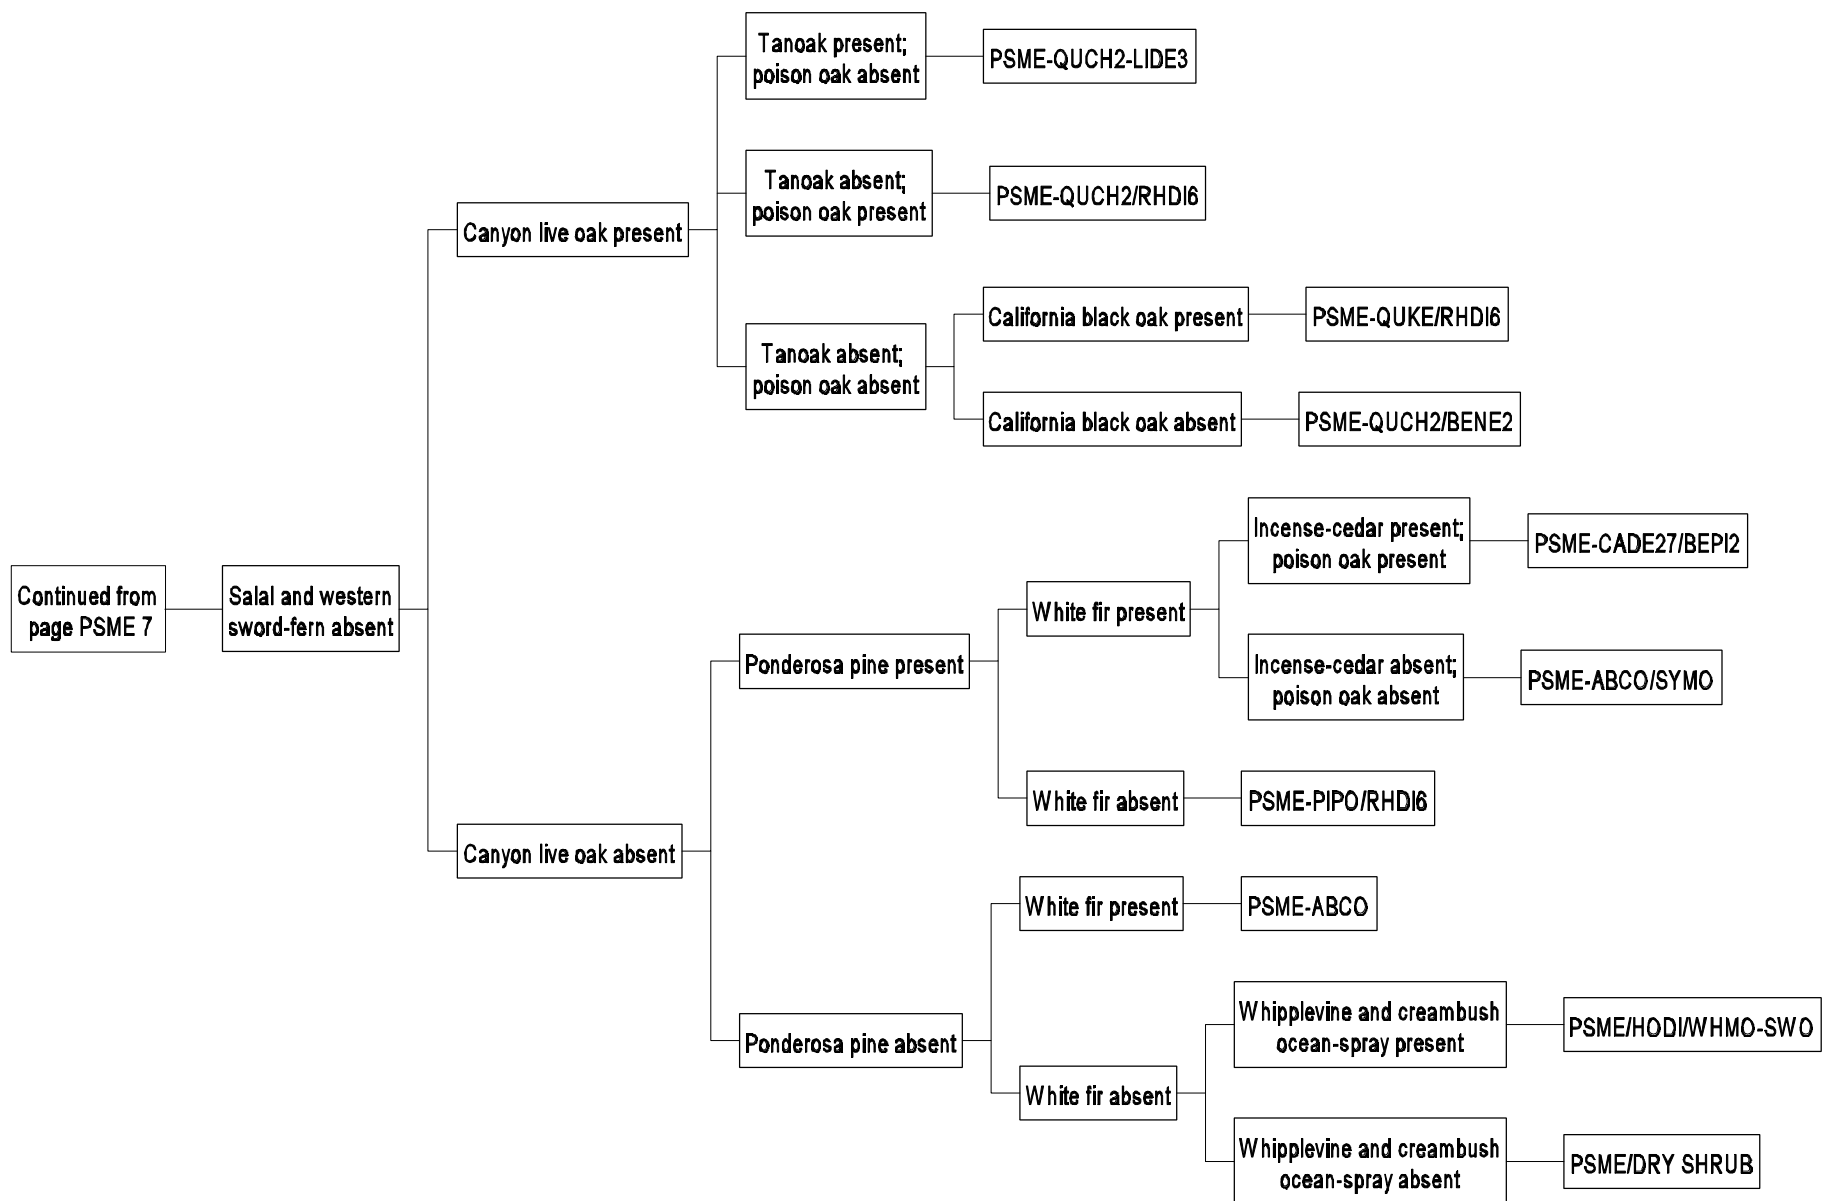 Tanoak present;
poison oak absent
PSME-QUCH2-LIDE3
Tanoak absent;
poison oak present
PSME-QUCH2/RHDI6
Canyon live oak present
California black oak present
PSME-QUKE/RHDI6
Tanoak absent;
poison oak absent
California black oak absent
PSME-QUCH2/BENE2
Incense-cedar present;
poison oak present
PSME-CADE27/BEPI2
Continued from
page PSME 7
Salal and western
sword-fern absent
White fir present
Ponderosa pine present
Incense-cedar absent;
poison oak absent
PSME-ABCO/SYMO
White fir absent
PSME-PIPO/RHDI6
Canyon live oak absent
White fir present
PSME-ABCO
Ponderosa pine absent
Whipplevine and creambush
ocean-spray present
PSME/HODI/WHMO-SWO
White fir absent
Whipplevine and creambush
ocean-spray absent
PSME/DRY SHRUB